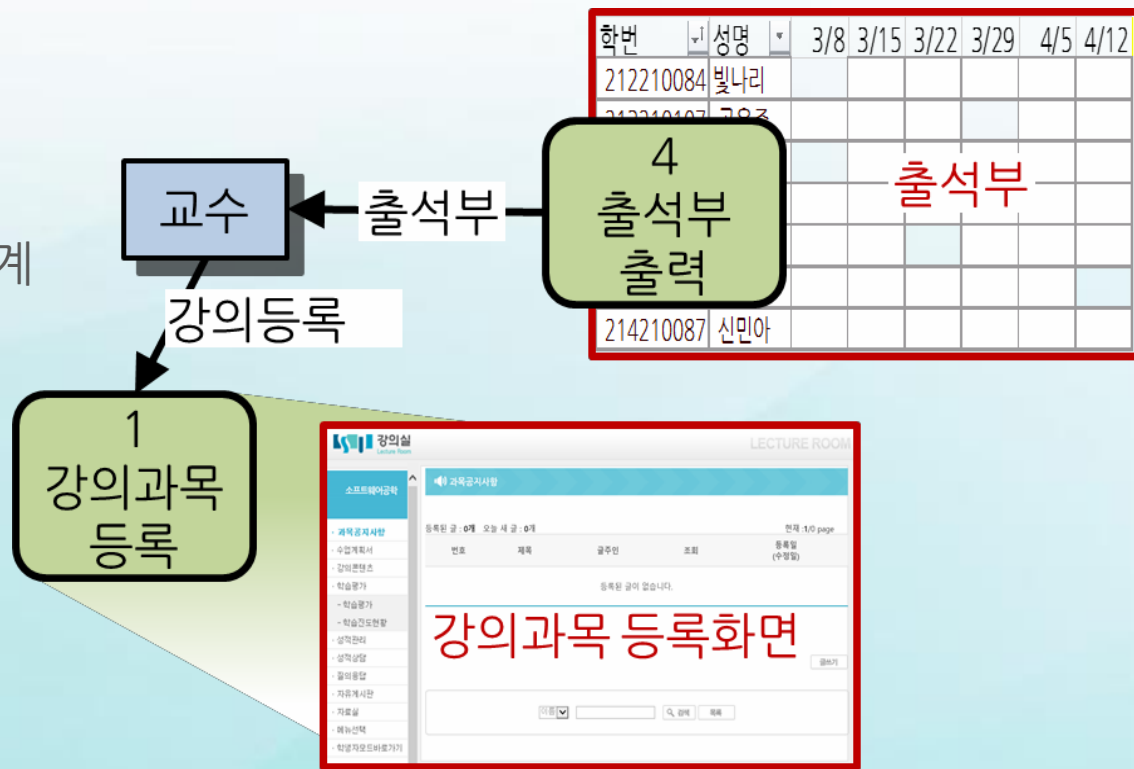 학번 성명 3/8 3/15 3/22 3/29 4/5 4/12
212210084 빛나리
4
출석부
출력
출석부
교수
출석부
계
214210087 신민아
강의등록
1
강의과목
등록
강의실
Lecture Room
LECTURE ROOM
소프트웨어공학
과목공지사항
등록된 글 : 0개 오늘 새 글 : 0개
현재 :1/0 page
번호 제목 글주인 조회 등록일
(수정일)
등록된 글이 없습니다.
강의과목 등록화면
글쓰기
이름 검색 목록
· 과목공지사항
· 수업계획서
· 강의콘텐츠
· 학습평가
- 학습평가
- 학습진도현황
· 성적관리
· 성적상담
· 질의응답
· 자유게시판
· 자료실
· 메뉴선택
· 학생자모드바로가기